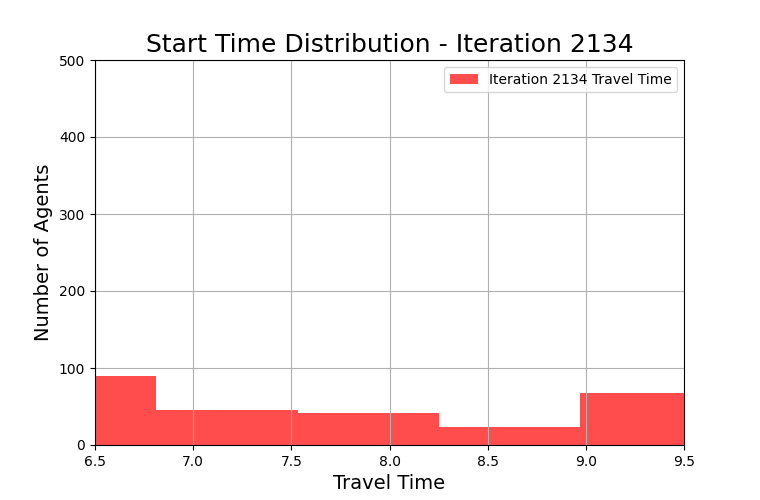 Start Time Distribution - Iteration 2134
Iteration 2134 Travel Time
Number of Agents
500
400
300
200
100
0
6.5 7.0 7.5 8.0 8.5 9.0 9.5
Travel Time